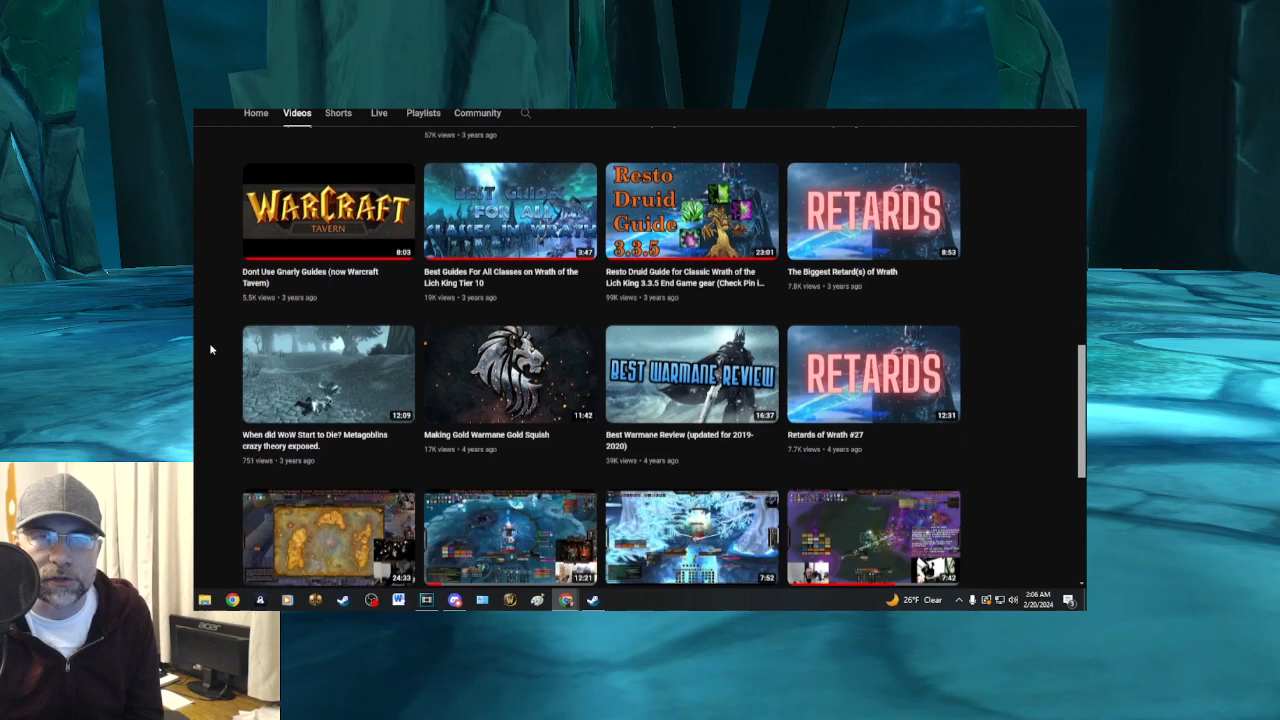 Home Videos Shorts Live Playlists Community
57K views • 3 years ago
WARCRAFT
TAVERN
8:03
BEST GUIDES
FOR ALL
CLASSES IN WRATH
3:47
Resto
Druid
Guide
3.3.5
23:01
RETARDS
8:53
Dont Use Gnarly Guides (now Warcraft
Tavern)
5.5K views • 3 years ago
Best Guides For All Classes on Wrath of the
Lich King Tier 10
19K views • 3 years ago
Resto Druid Guide for Classic Wrath of the
Lich King 3.3.5 End Game gear (Check Pin i...
99K views • 3 years ago
The Biggest Retard(s) of Wrath
7.8K views • 3 years ago
12:09
11:42
BEST WARMANE REVIEW
16:37
RETARDS
12:31
When did WoW Start to Die? Metagoblins
crazy theory exposed.
751 views • 3 years ago
Making Gold Warmane Gold Squish
17K views • 4 years ago
Best Warmane Review (updated for 2019-
2020)
39K views • 4 years ago
Retards of Wrath #27
7.7K views • 4 years ago
24:33
12:21
7:52
7:42
26°F Clear
2:06 AM
2/20/2024
3
acer